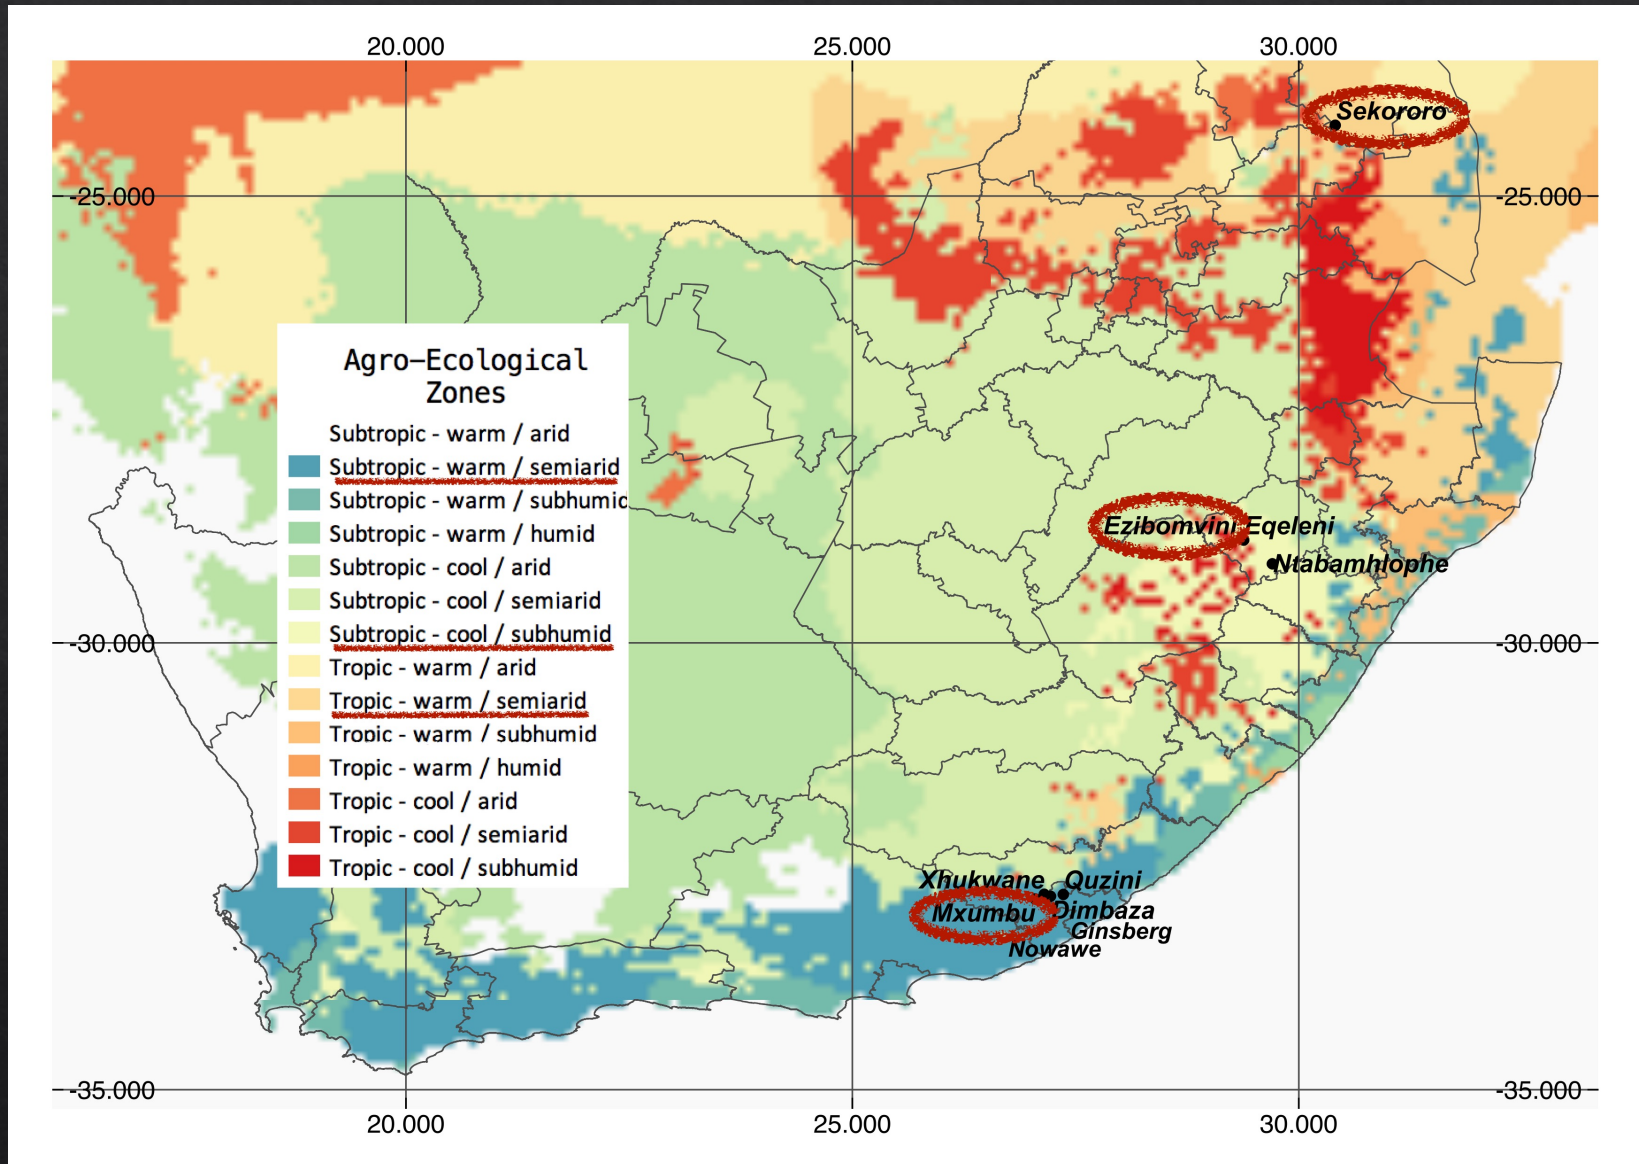 20.000 25.000 30.000
Sekororo
-25.000 -25.000
Agro-Ecological
Zones
Subtropic - warm / arid
Subtropic - warm / semiarid
Subtropic - warm / subhumid
Subtropic - warm / humid
Subtropic - cool / arid
Subtropic - cool / semiarid
Subtropic - cool / subhumid
Tropic - warm / arid
Tropic - warm / semiarid
Tropic - warm / subhumid
Tropic - warm / humid
Tropic - cool / arid
Tropic - cool / semiarid
Tropic - cool / subhumid
Ezibomvini Eqeleni
Ntabamhlophe
-30.000 -30.000
Xhukwane Quzini
Mxumbu Dimbaza
Ginsberg
Nowawe
-35.000 -35.000
20.000 25.000 30.000